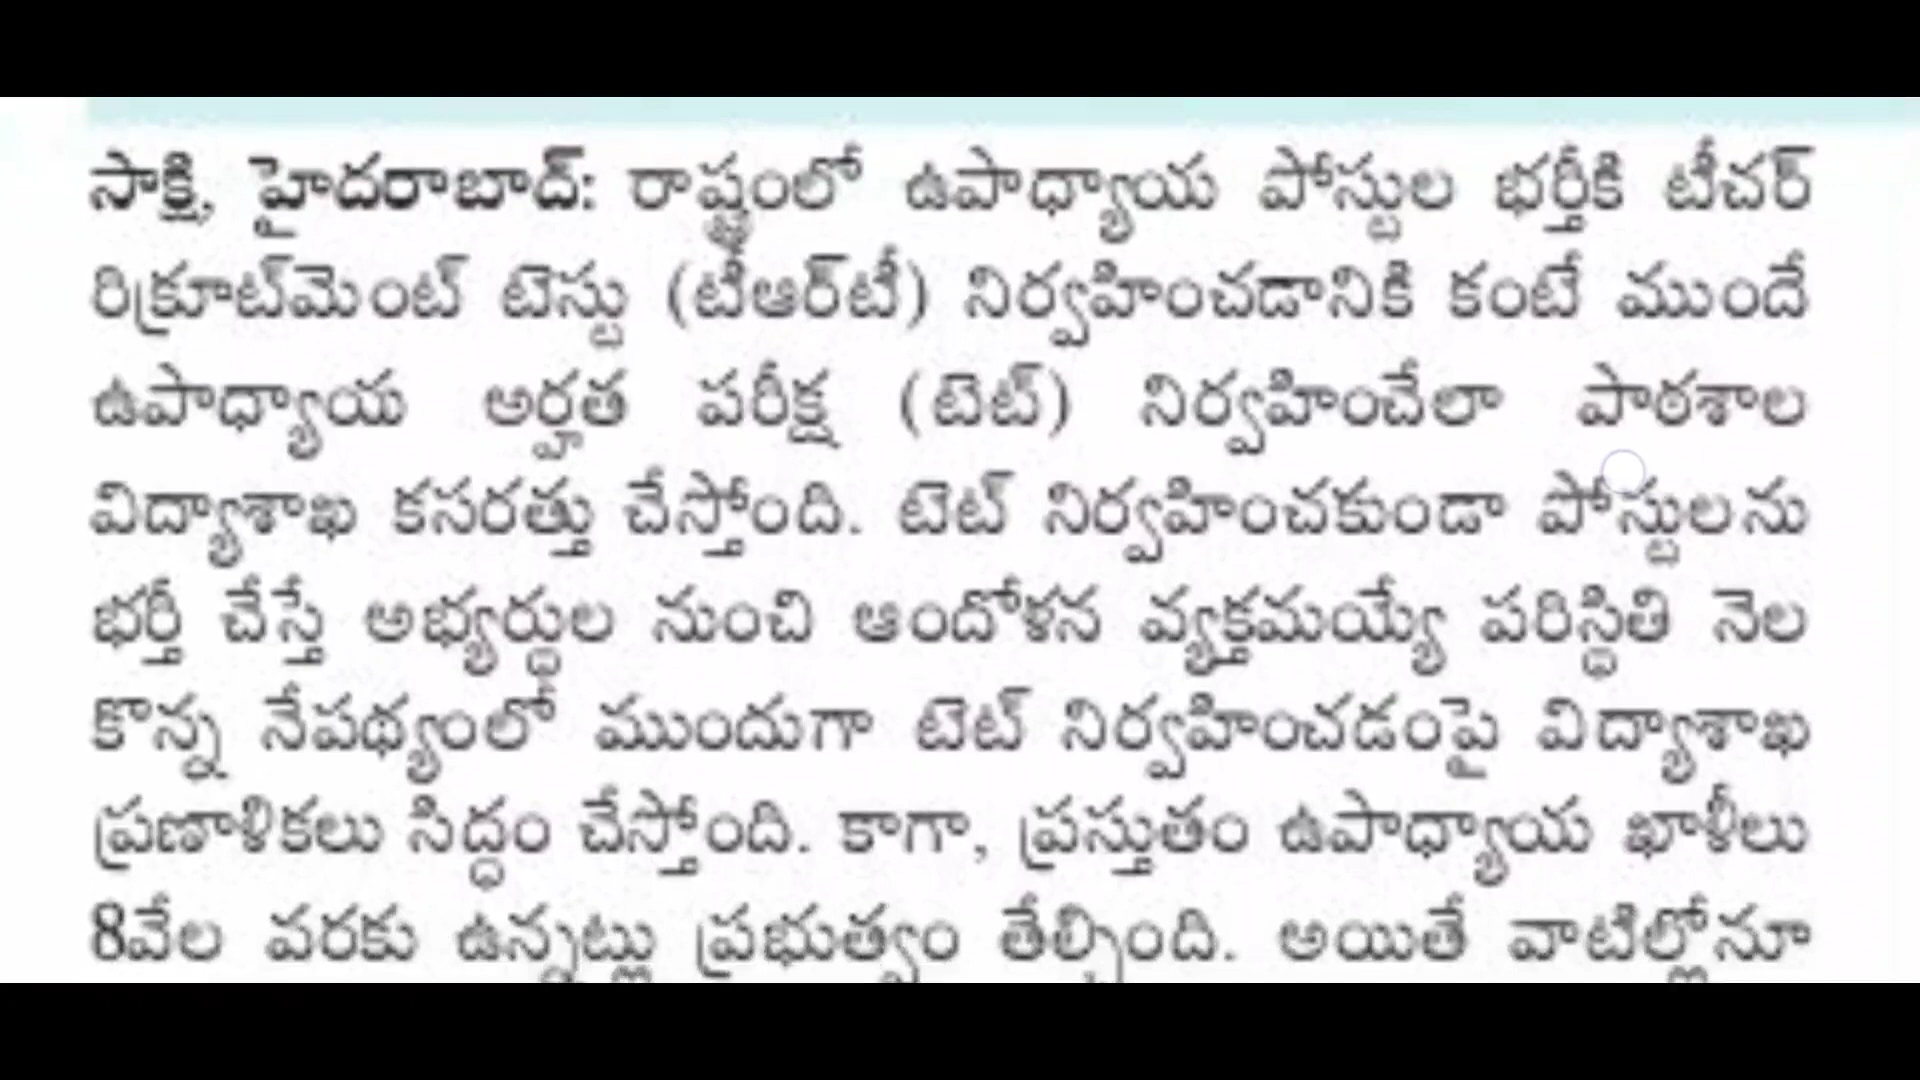 సాక్షి, హైదరాబాద్: రాష్ట్రంలో ఉపాధ్యాయ పోస్టుల భర్తీకి టీచర్
రిక్రూట్‌మెంట్ టెస్టు (టీఆర్‌టీ) నిర్వహించడానికి కంటే ముందే
ఉపాధ్యాయ అర్హత పరీక్ష (టెట్) నిర్వహించేలా పాఠశాల
విద్యాశాఖ కసరత్తు చేస్తోంది. టెట్ నిర్వహించకుండా పోస్టులను
భర్తీ చేస్తే అభ్యర్థుల నుంచి ఆందోళన వ్యక్తమయ్యే పరిస్థితి నెల
కొన్న నేపథ్యంలో ముందుగా టెట్ నిర్వహించడంపై విద్యాశాఖ
ప్రణాళికలు సిద్ధం చేస్తోంది. కాగా, ప్రస్తుతం ఉపాధ్యాయ ఖాళీలు
8వేల వరకు ఉన్నట్లు ప్రభుత్వం తేల్చింది. అయితే వాటిల్లోనూ